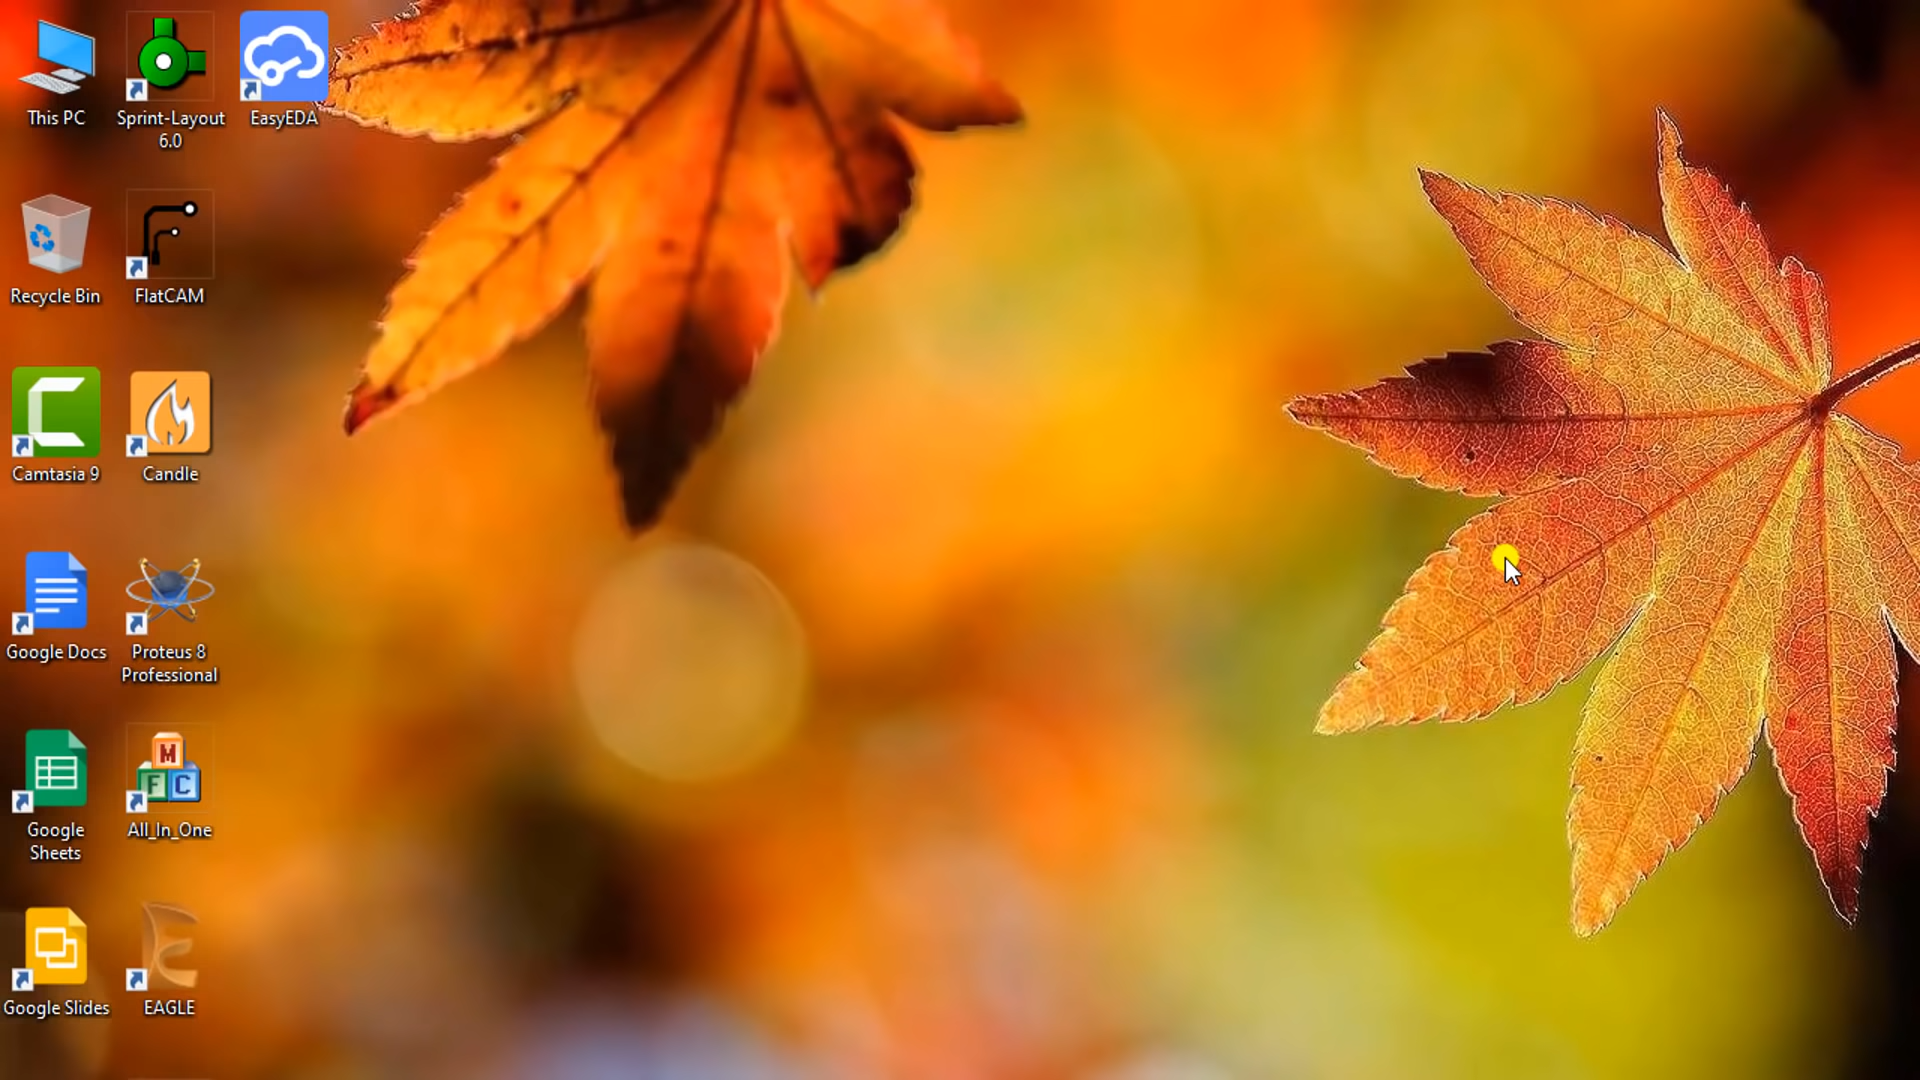 This PC
Sprint-Layout
6.0
EasyEDA
Recycle Bin
FlatCAM
Camtasia 9
Candle
Google Docs
Proteus 8
Professional
Google
Sheets
M
F C
All_In_One
Google Slides
EAGLE